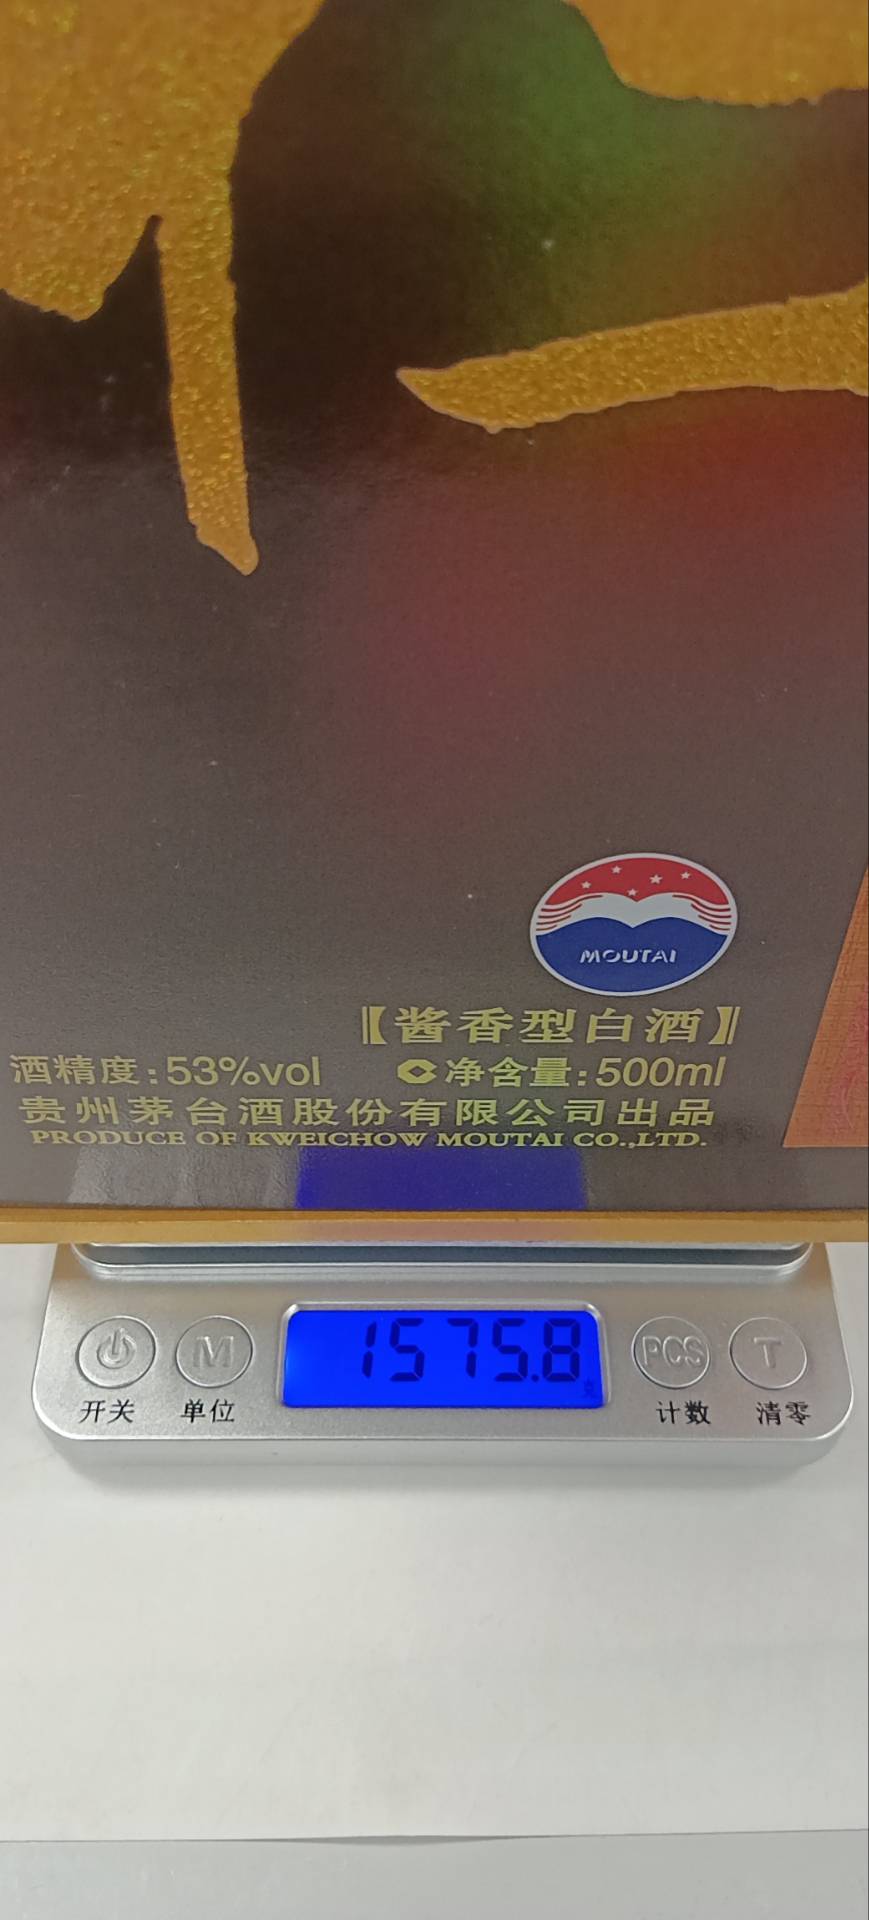 MOUTAI
【酱香型白酒】
酒精度:53%vol 净含量:500ml
贵州茅台酒股份有限公司出品
PRODUCE OF KWEICHOW MOUTAI CO.,LTD.
1575.8
M PCS T
开关 单位 计数 清零